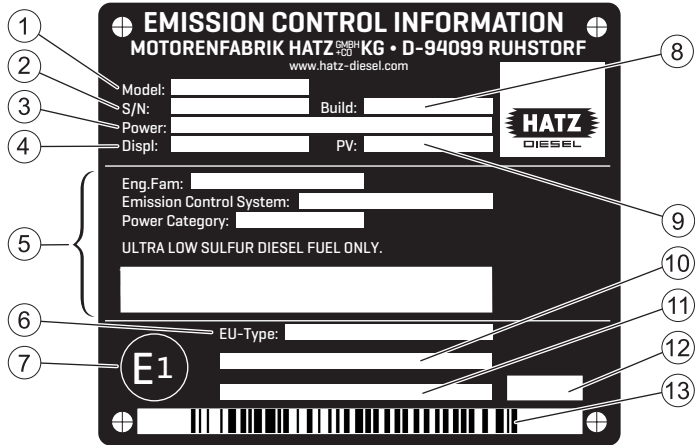 EMISSION CONTROL INFORMATION
MOTORENFABRIK HATZ GMBH +CO KG • D-94099 RUHSTORF
www.hatz-diesel.com
1
Model:
2
S/N:
Build:
8
3
Power:
4
Displ:
PV:
9
HATZ
DIESEL
5
Eng.Fam:
Emission Control System:
Power Category:
ULTRA LOW SULFUR DIESEL FUEL ONLY.
6
EU-Type:
10
7
E1
11
12
13